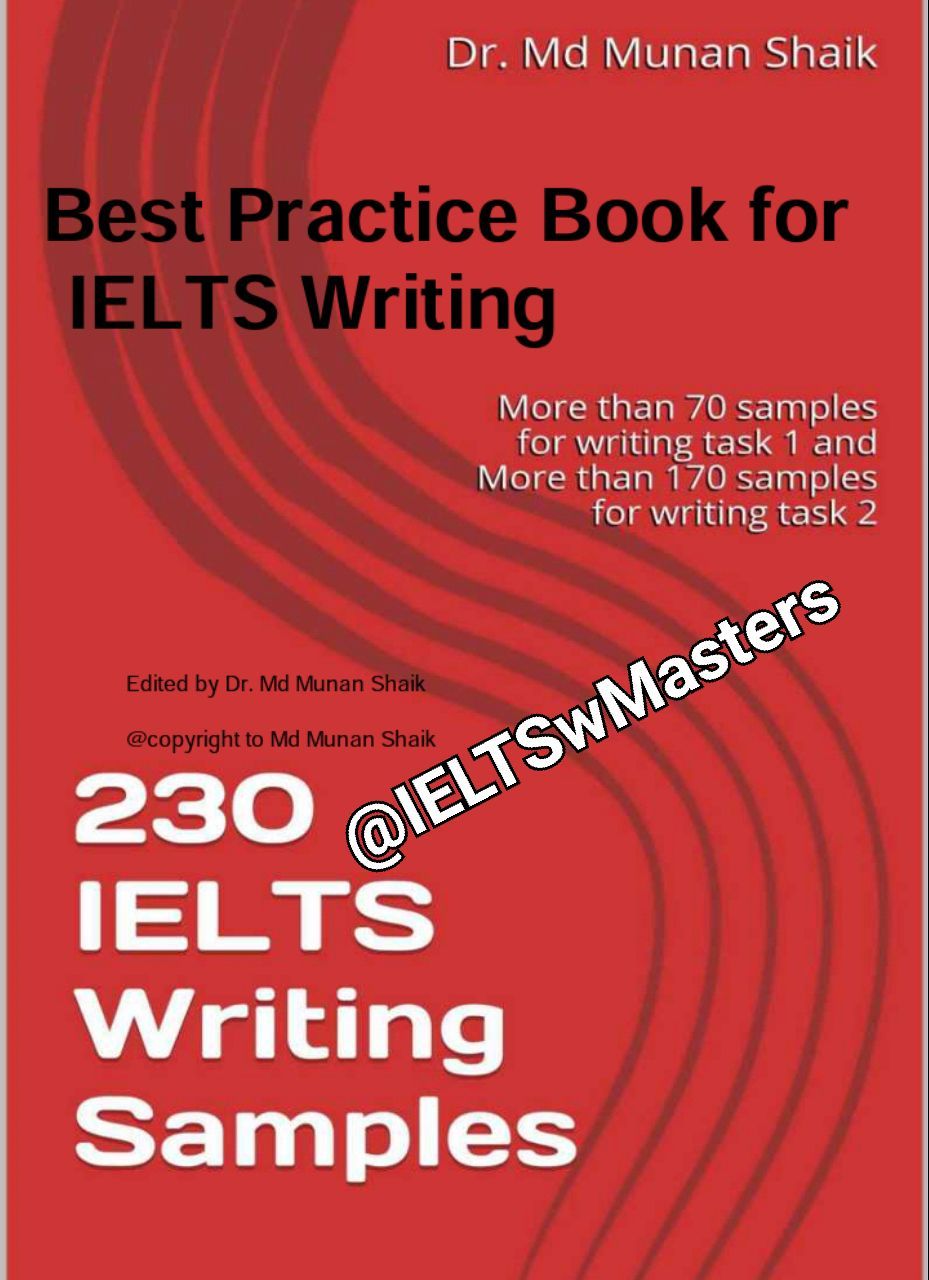 Dr. Md Munan Shaik
Best Practice Book for
IELTS Writing
More than 70 samples
for writing task 1 and
More than 170 samples
for writing task 2
Edited by Dr. Md Munan Shaik
@copyright to Md Munan Shaik
@IELTSwMasters
230
IELTS
Writing
Samples